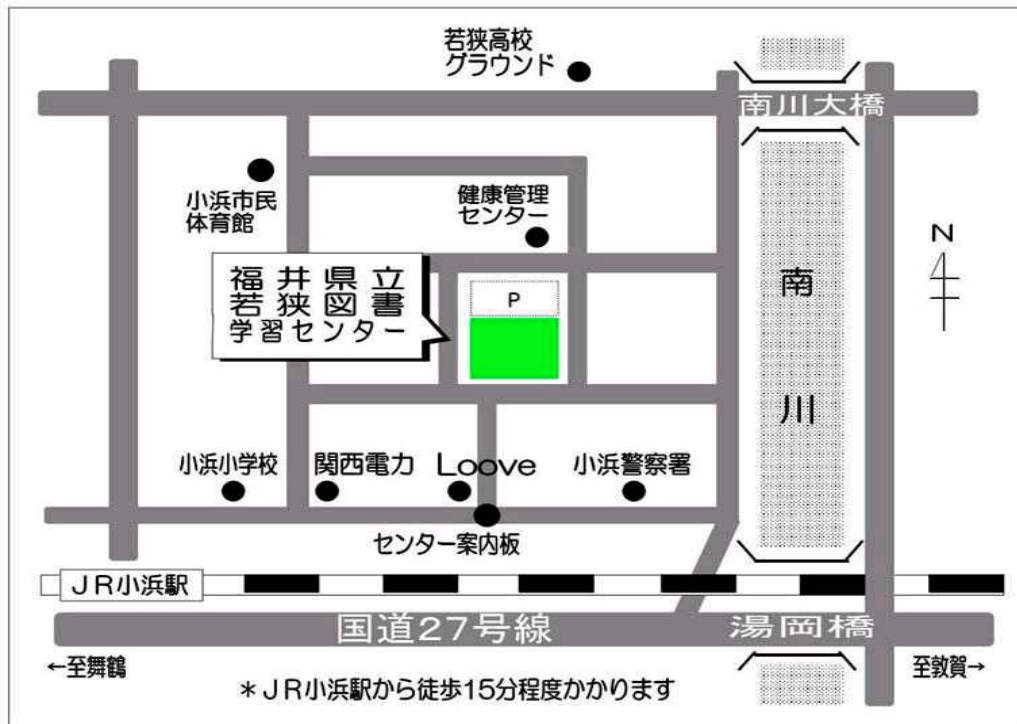 若狭高校
グラウンド
南川大橋
小浜市民
体育館
健康管理
センター
N
福井県立
若狭図書
学習センター
P
南
川
小浜小学校
関西電力
Loove
小浜警察署
センター案内板
JR小浜駅
国道27号線
湯岡橋
←至舞鶴
至敦賀→
＊JR小浜駅から徒歩15分程度かかります